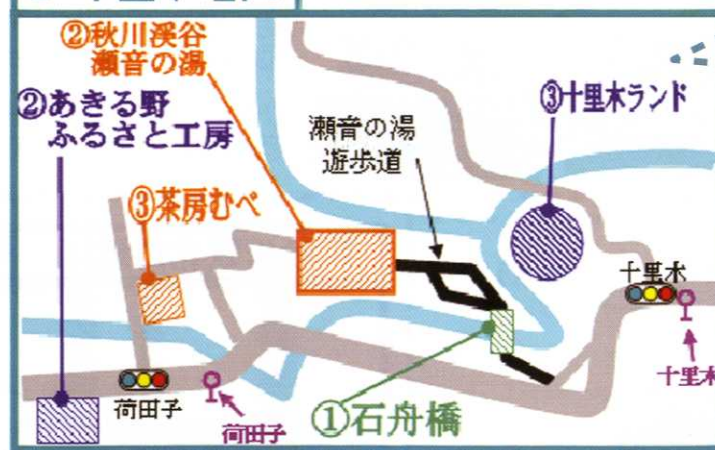 ②秋川渓谷
瀬音の湯
②あきる野
ふるさと工房
③十里木ランド
瀬音の湯
遊歩道
③茶房むべ
十里木
十里木
荷田子
荷田子
①石舟橋